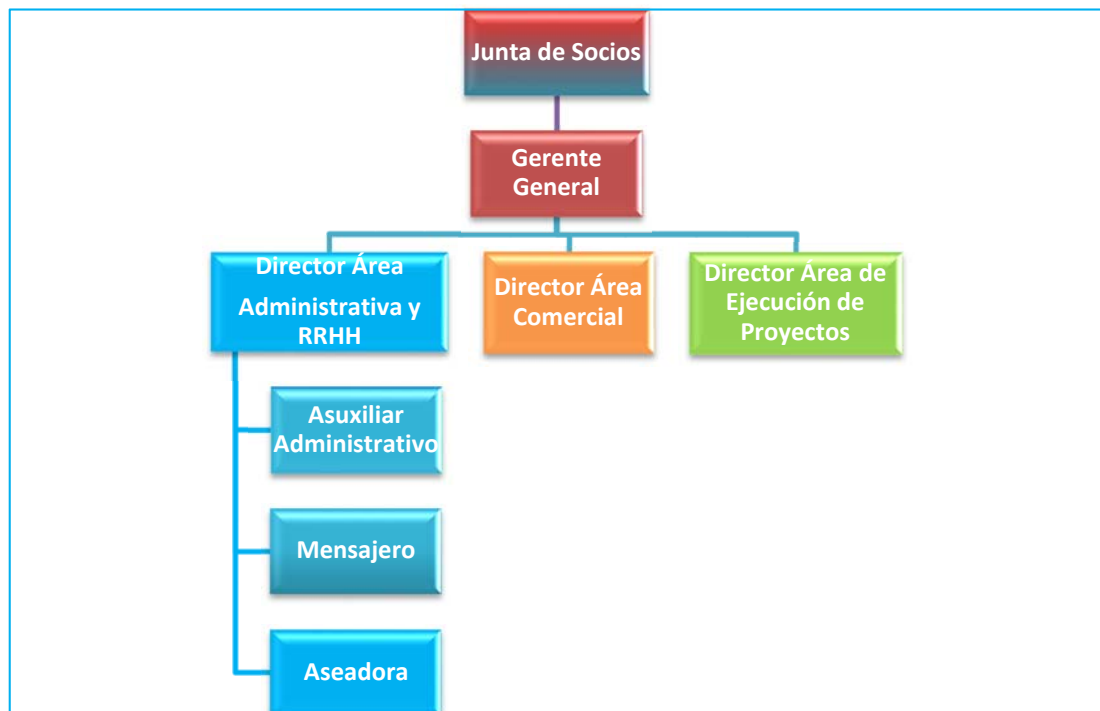 Junta de Socios
Gerente
General
Director Área
Administrativa y
RRHH
Director Área
Comercial
Director Área de
Ejecución de
Proyectos
Asuxiliar
Administrativo
Mensajero
Aseadora